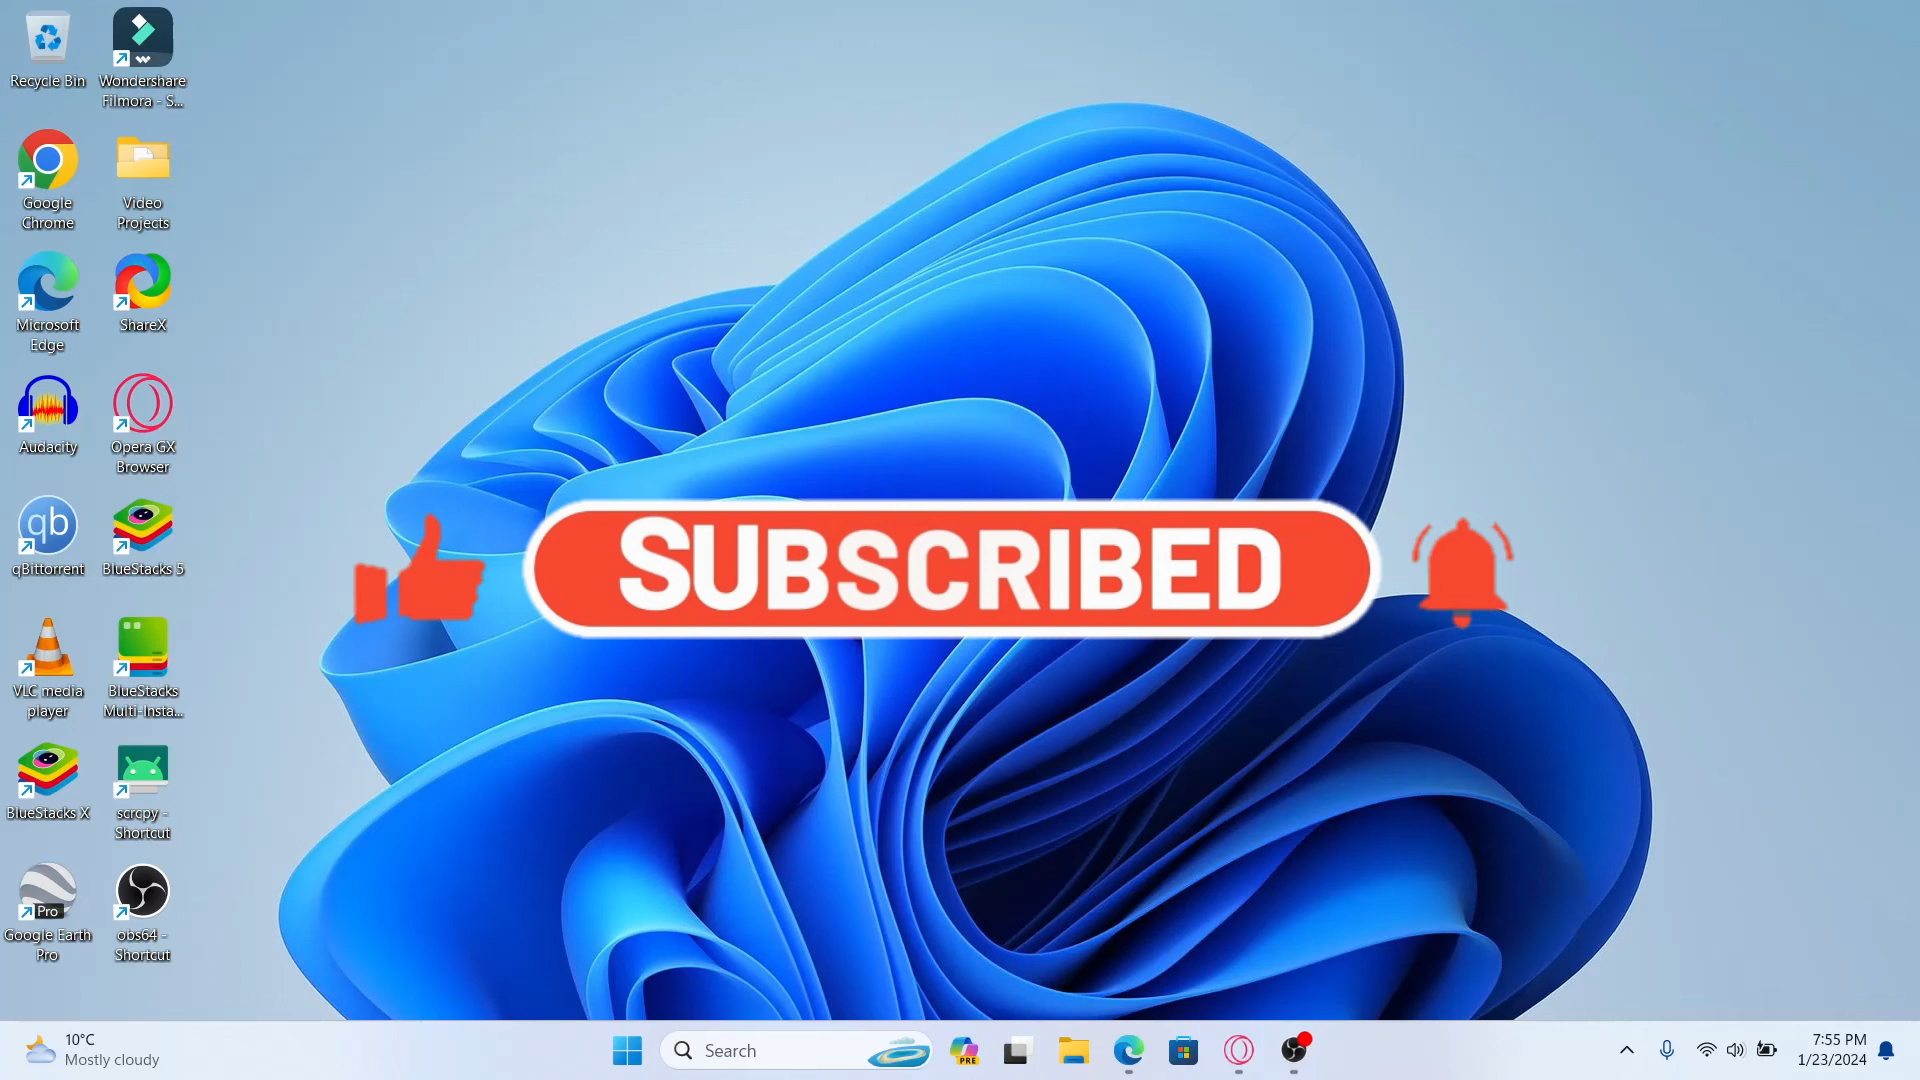 Recycle Bin
Wondershare
Filmora - S...
Google
Chrome
Video
Projects
Microsoft
Edge
ShareX
Audacity
Opera GX
Browser
qb
qBittorrent
BlueStacks 5
VLC media
player
BlueStacks
Multi-Insta...
BlueStacks X
scrcpy -
Shortcut
Pro
Google Earth
Pro
obs64 -
Shortcut
SUBSCRIBED
10°C
Mostly cloudy
Search
PRE
7:55 PM
1/23/2024